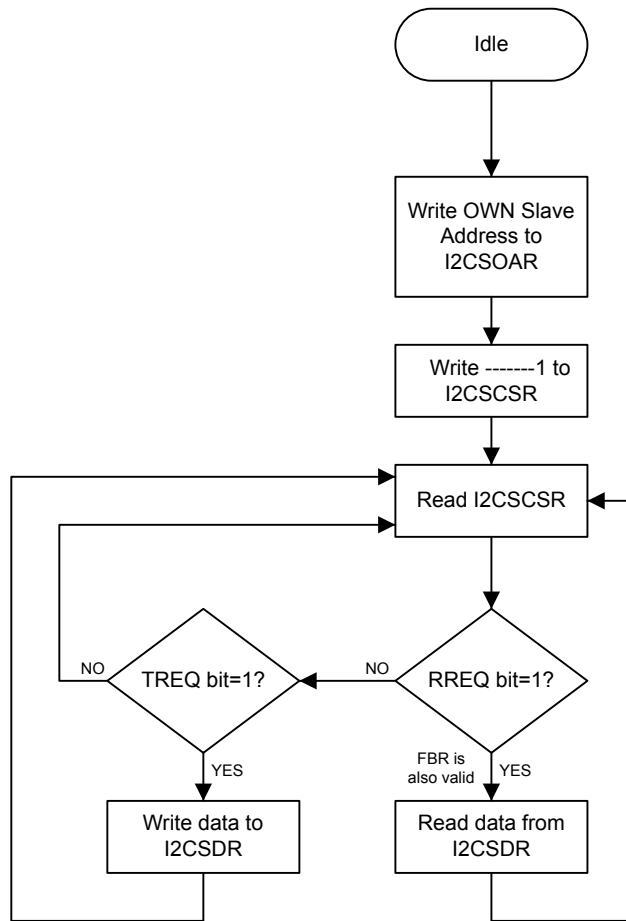 Idle
Write OWN Slave
Address to
I2CSOAR
Write -------1 to
I2CSCSR
Read I2CSCSR
NO
TREQ bit=1?
NO
RREQ bit=1?
YES
FBR is
also valid
YES
Write data to
I2CSDR
Read data from
I2CSDR